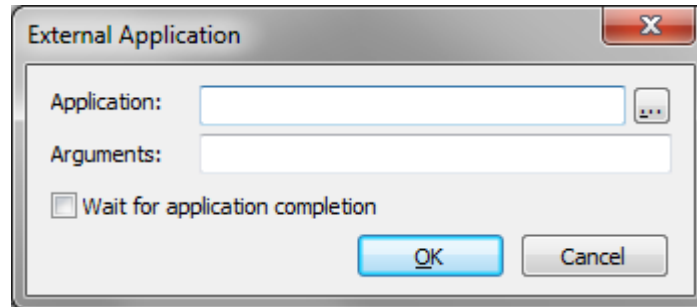 External Application
Application:
...
Arguments:
Wait for application completion
OK
Cancel